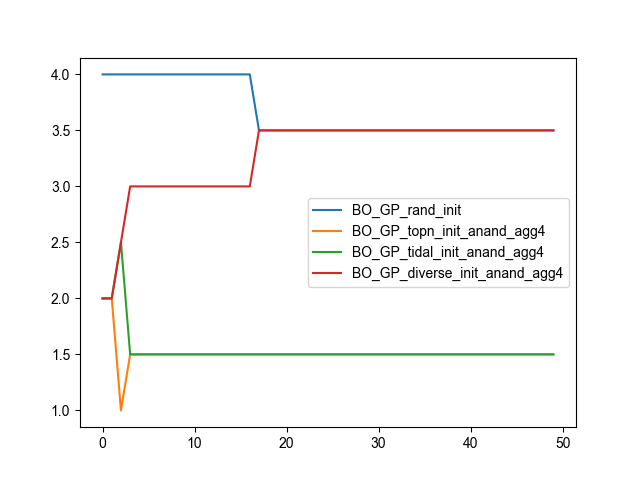 4.0
3.5
3.0
2.5
2.0
1.5
1.0
BO_GP_rand_init
BO_GP_topn_init_anand_agg4
BO_GP_tidal_init_anand_agg4
BO_GP_diverse_init_anand_agg4
0 10 20 30 40 50